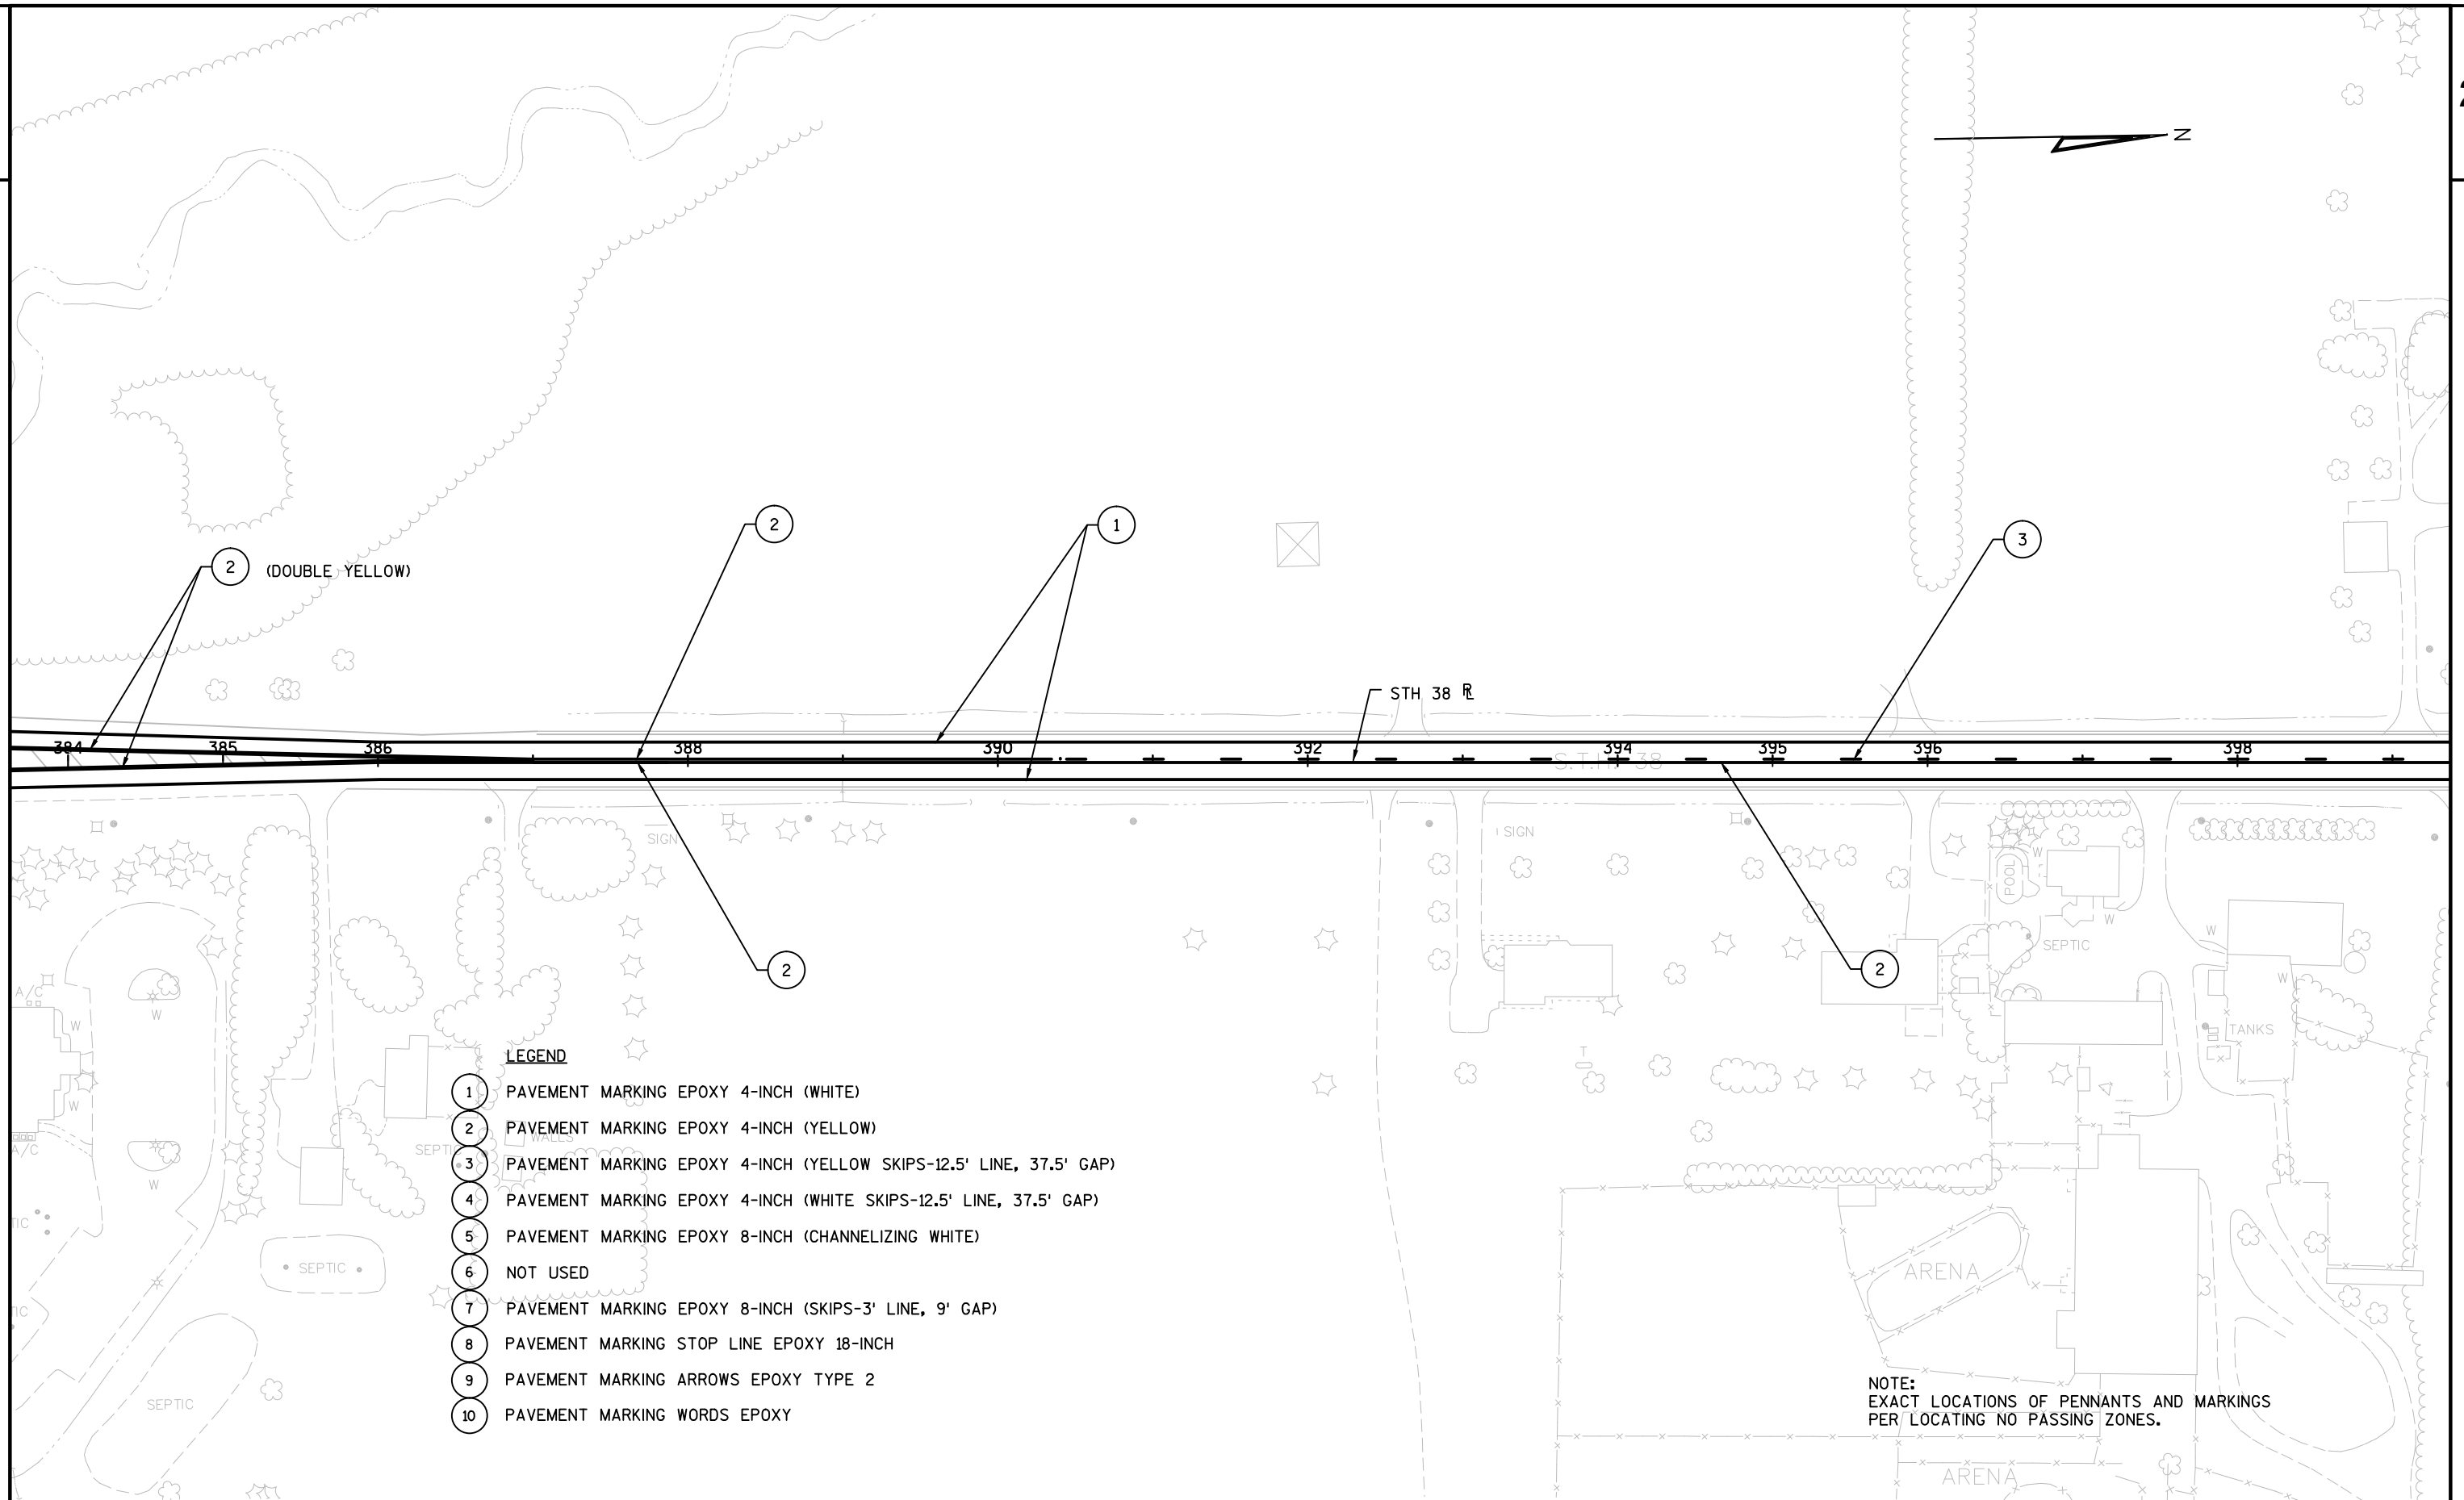 N
2
(DOUBLE YELLOW)
2
1
3
STH 38 RL
384
385
386
388
390
392
394
395
396
398
S.T.H. 38
SIGN
SIGN
POOL
W
W
W
W
SEPTIC
TANKS
2
2
A/C
W
W
W
W
A/C
SEPTIC
WALLS
SEPTIC
SEPTIC
T
ARENA
ARENA
LEGEND
1 PAVEMENT MARKING EPOXY 4-INCH (WHITE)
2 PAVEMENT MARKING EPOXY 4-INCH (YELLOW)
3 PAVEMENT MARKING EPOXY 4-INCH (YELLOW SKIPS-12.5' LINE, 37.5' GAP)
4 PAVEMENT MARKING EPOXY 4-INCH (WHITE SKIPS-12.5' LINE, 37.5' GAP)
5 PAVEMENT MARKING EPOXY 8-INCH (CHANNELIZING WHITE)
6 NOT USED
7 PAVEMENT MARKING EPOXY 8-INCH (SKIPS-3' LINE, 9' GAP)
8 PAVEMENT MARKING STOP LINE EPOXY 18-INCH
9 PAVEMENT MARKING ARROWS EPOXY TYPE 2
10 PAVEMENT MARKING WORDS EPOXY
NOTE:
EXACT LOCATIONS OF PENNANTS AND MARKINGS
PER LOCATING NO PASSING ZONES.